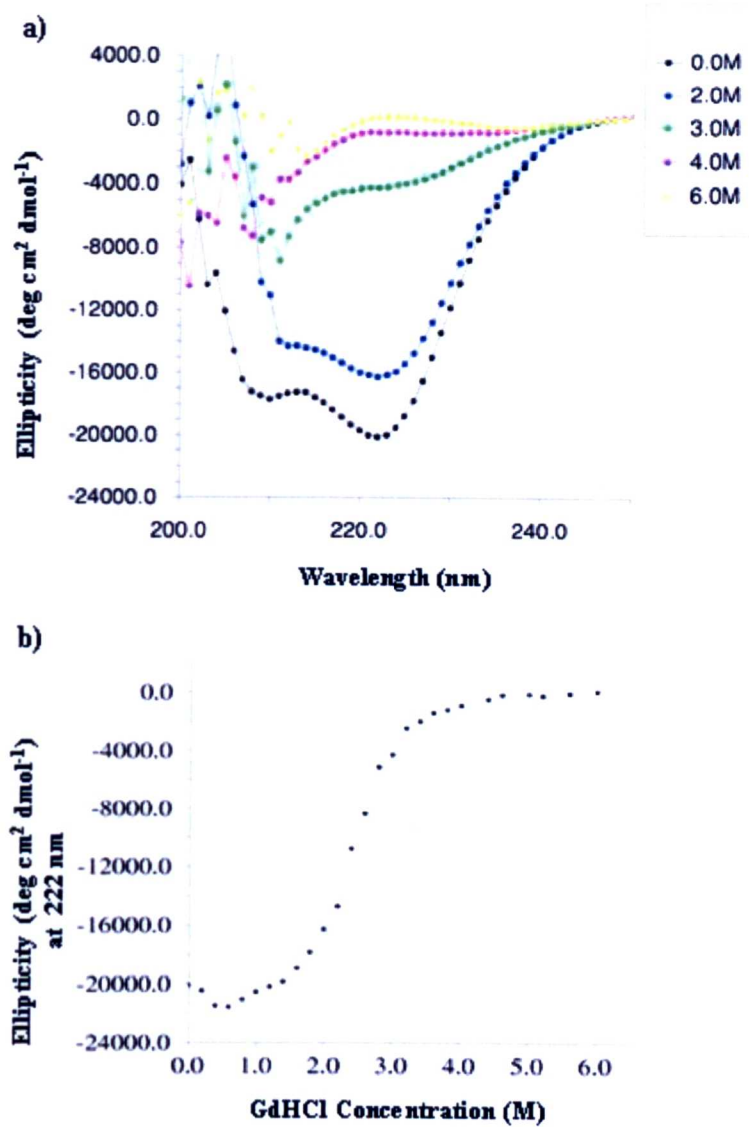 a)
4000.0
0.0
-4000.0
-8000.0
-12000.0
-16000.0
-20000.0
-24000.0
200.0 220.0 240.0
Wavelength (nm)
Ellipticity (deg cm² dmol⁻¹)
0.0M
2.0M
3.0M
4.0M
6.0M
b)
0.0
-4000.0
-8000.0
-12000.0
-16000.0
-20000.0
-24000.0
0.0 1.0 2.0 3.0 4.0 5.0 6.0
GdHCl Concentration (M)
Ellipticity (deg cm² dmol⁻¹)
at 222 nm